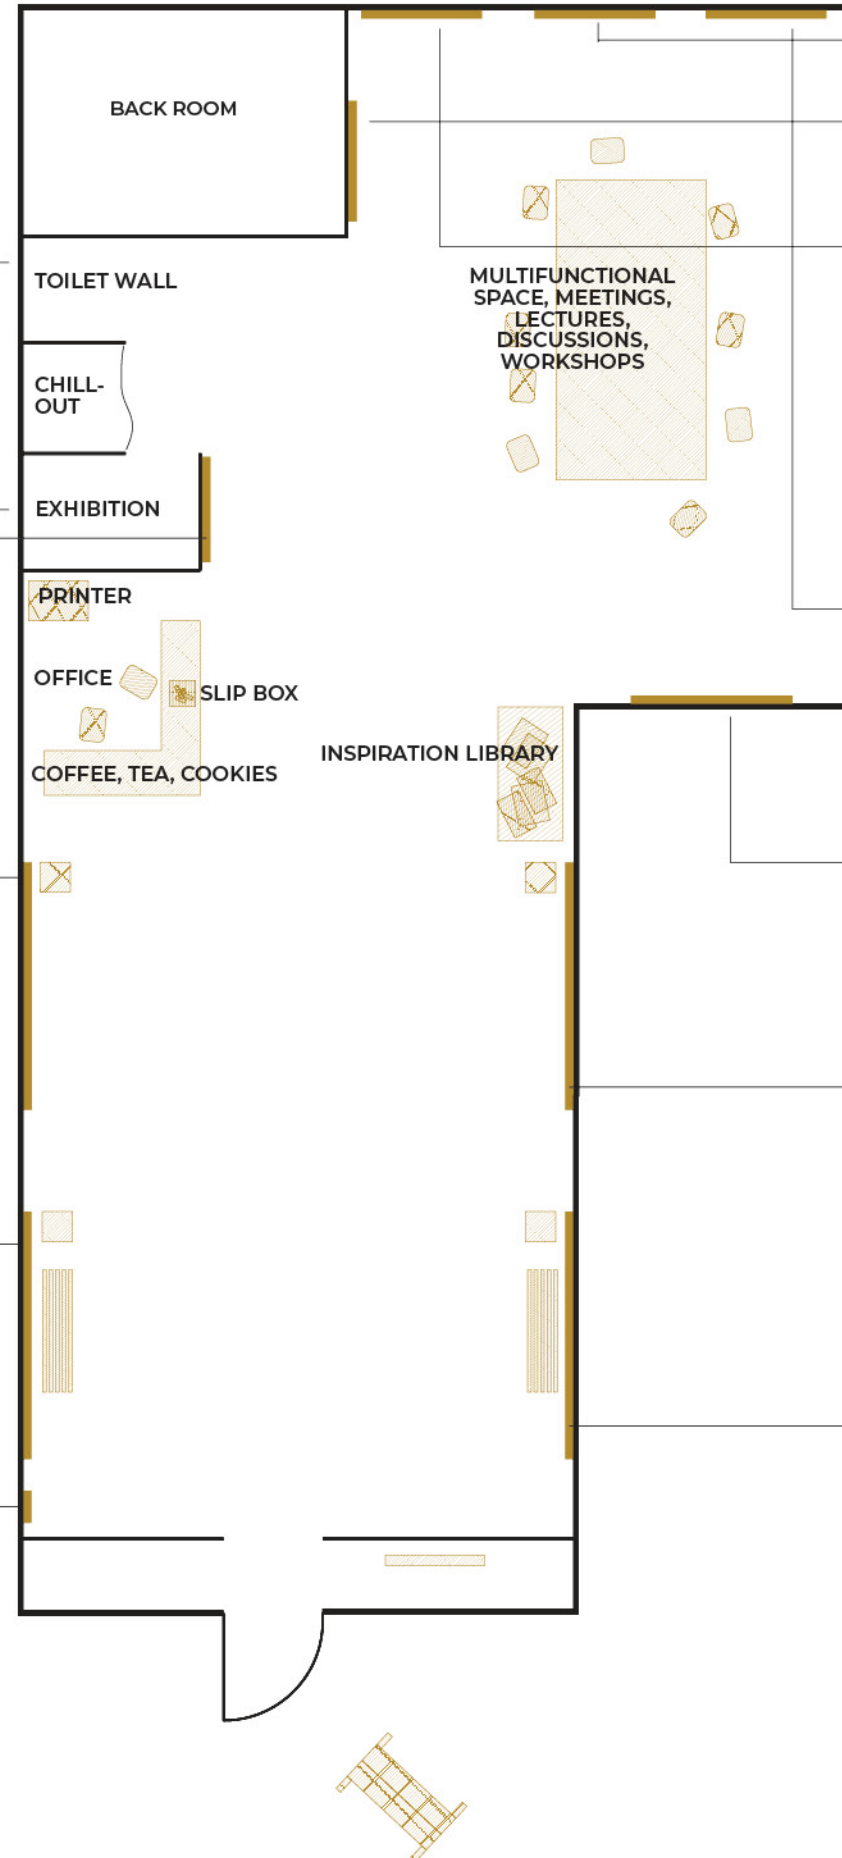 BACK ROOM
TOILET WALL
MULTIFUNCTIONAL
SPACE, MEETINGS,
LECTURES,
DISCUSSIONS,
WORKSHOPS
CHILL-
OUT
EXHIBITION
PRINTER
OFFICE
SLIP BOX
INSPIRATION LIBRARY
COFFEE, TEA, COOKIES